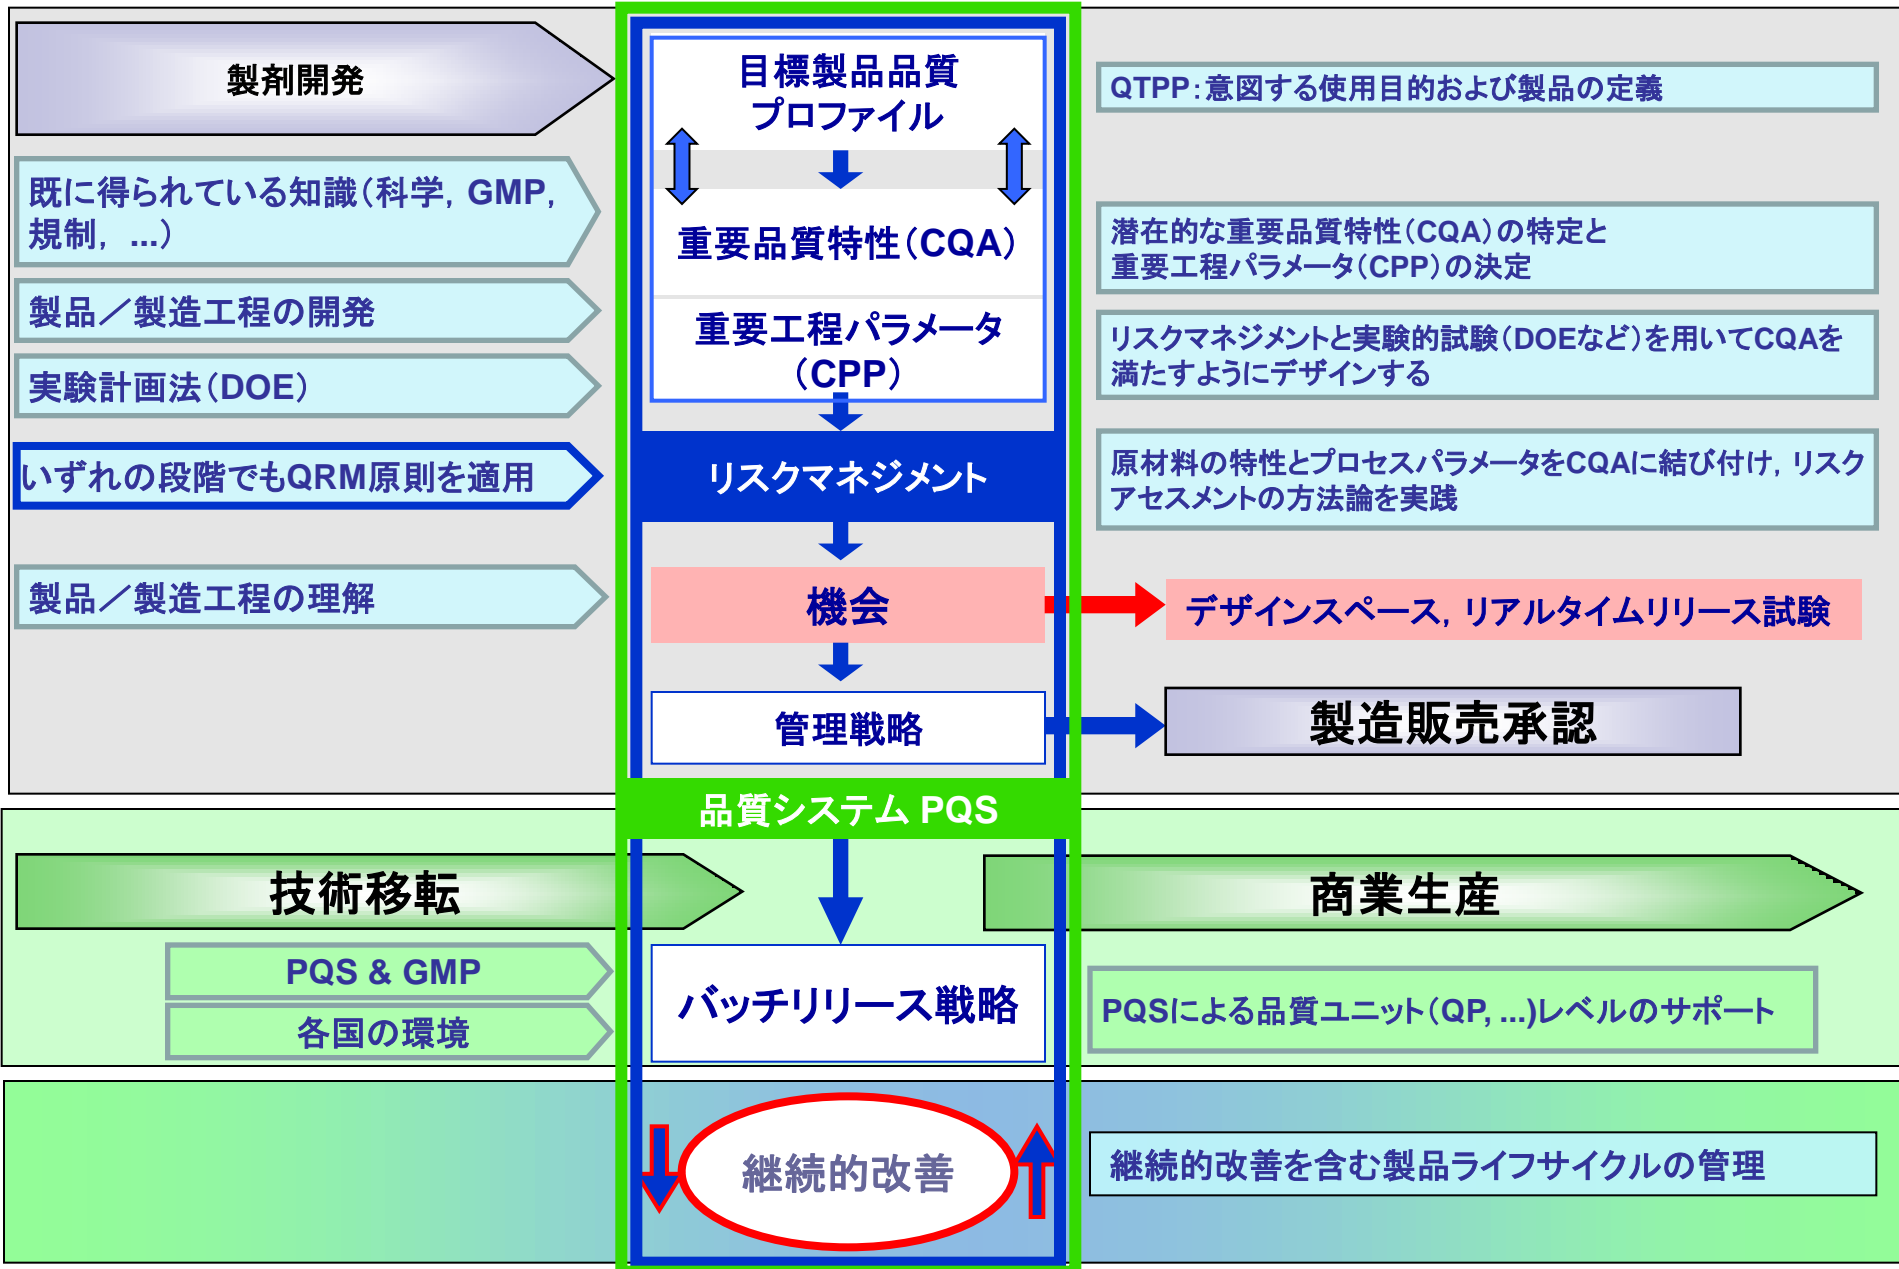 製剤開発
目標製品品質
プロファイル
QTPP：意図する使用目的および製品の定義
既に得られている知識（科学，GMP，
規制，...）
重要品質特性（CQA）
潜在的な重要品質特性（CQA）の特定と
重要工程パラメータ（CPP）の決定
製品／製造工程の開発
重要工程パラメータ
（CPP）
リスクマネジメントと実験的試験（DOEなど）を用いてCQAを
満たすようにデザインする
実験計画法（DOE）
いずれの段階でもQRM原則を適用
リスクマネジメント
原材料の特性とプロセスパラメータをCQAに結び付け，リスク
アセスメントの方法論を実践
製品／製造工程の理解
機会
デザインスペース，リアルタイムリリース試験
管理戦略
製造販売承認
品質システム PQS
技術移転
商業生産
PQS & GMP
各国の環境
バッチリリース戦略
PQSによる品質ユニット（QP, ...)レベルのサポート
継続的改善
継続的改善を含む製品ライフサイクルの管理